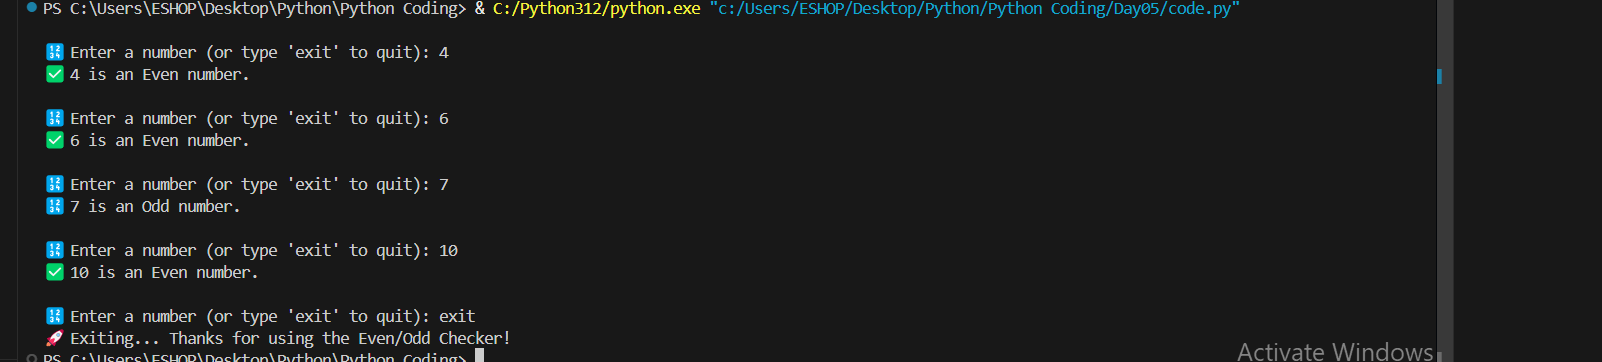 PS C:\Users\ESHOP\Desktop\Python\Python Coding> & C:/Python312/python.exe "c:/Users/ESHOP/Desktop/Python/Python Coding/Day05/code.py"
🔢 Enter a number (or type 'exit' to quit): 4
✅ 4 is an Even number.
🔢 Enter a number (or type 'exit' to quit): 6
✅ 6 is an Even number.
🔢 Enter a number (or type 'exit' to quit): 7
🔢 7 is an Odd number.
🔢 Enter a number (or type 'exit' to quit): 10
✅ 10 is an Even number.
🔢 Enter a number (or type 'exit' to quit): exit
🚀 Exiting... Thanks for using the Even/Odd Checker!
PS C:\Users\ESHOP\Desktop\Python\Python Coding>
Activate Windows